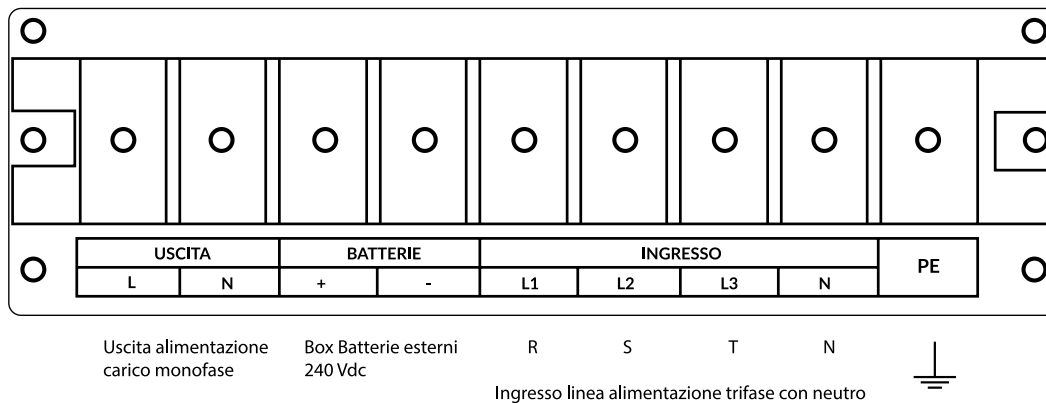 USCITA BATTERIE INGRESSO PE
L N + - L1 L2 L3 N
Uscita alimentazione
carico monofase
Box Batterie esterni
240 Vdc
R S T N
Ingresso linea alimentazione trifase con neutro